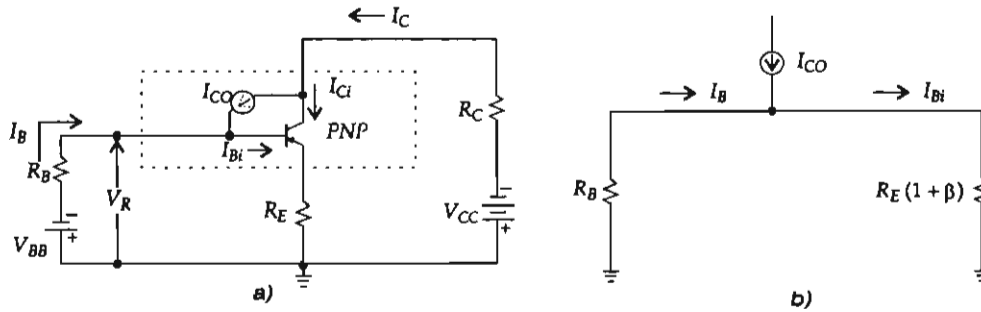 I_C
I_CO
I_Ci
R_C
I_B
PNP
I_Bi
R_B
V_R
R_E
V_CC
-
+
V_BB
-
+
a)
I_CO
I_B
I_Bi
R_B
R_E (1 + β)
b)